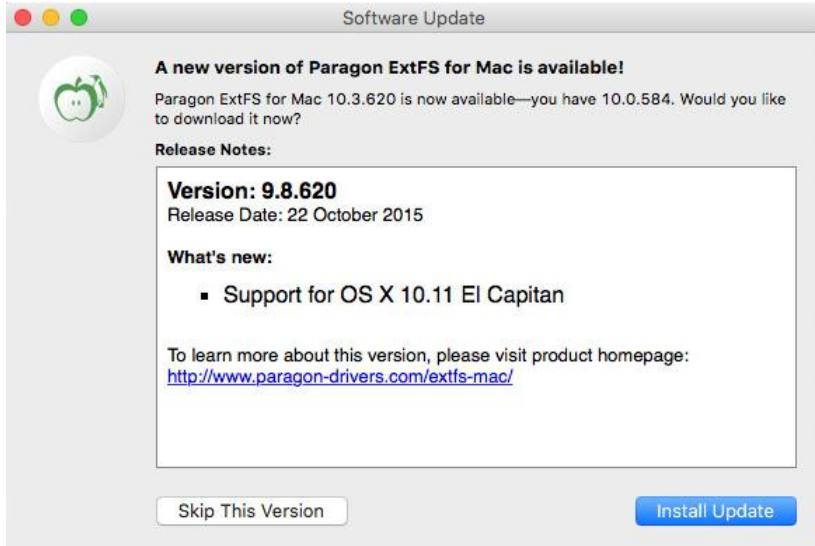 Software Update
A new version of Paragon ExtFS for Mac is available!
Paragon ExtFS for Mac 10.3.620 is now available—you have 10.0.584. Would you like
to download it now?
Release Notes:
Version: 9.8.620
Release Date: 22 October 2015
What's new:
▪ Support for OS X 10.11 El Capitan
To learn more about this version, please visit product homepage:
http://www.paragon-drivers.com/extfs-mac/
Skip This Version
Install Update